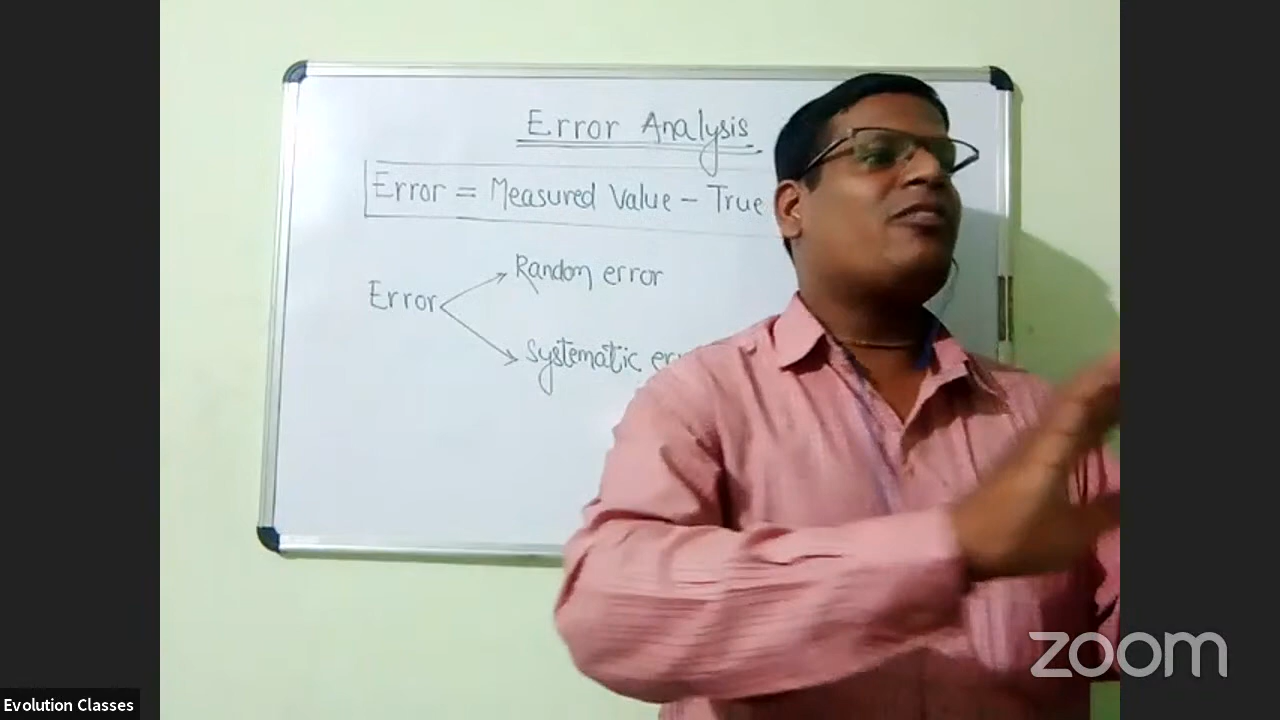 Error Analysis
Error = Measured Value - True
Error
Random error
Systematic
zoom
Evolution Classes